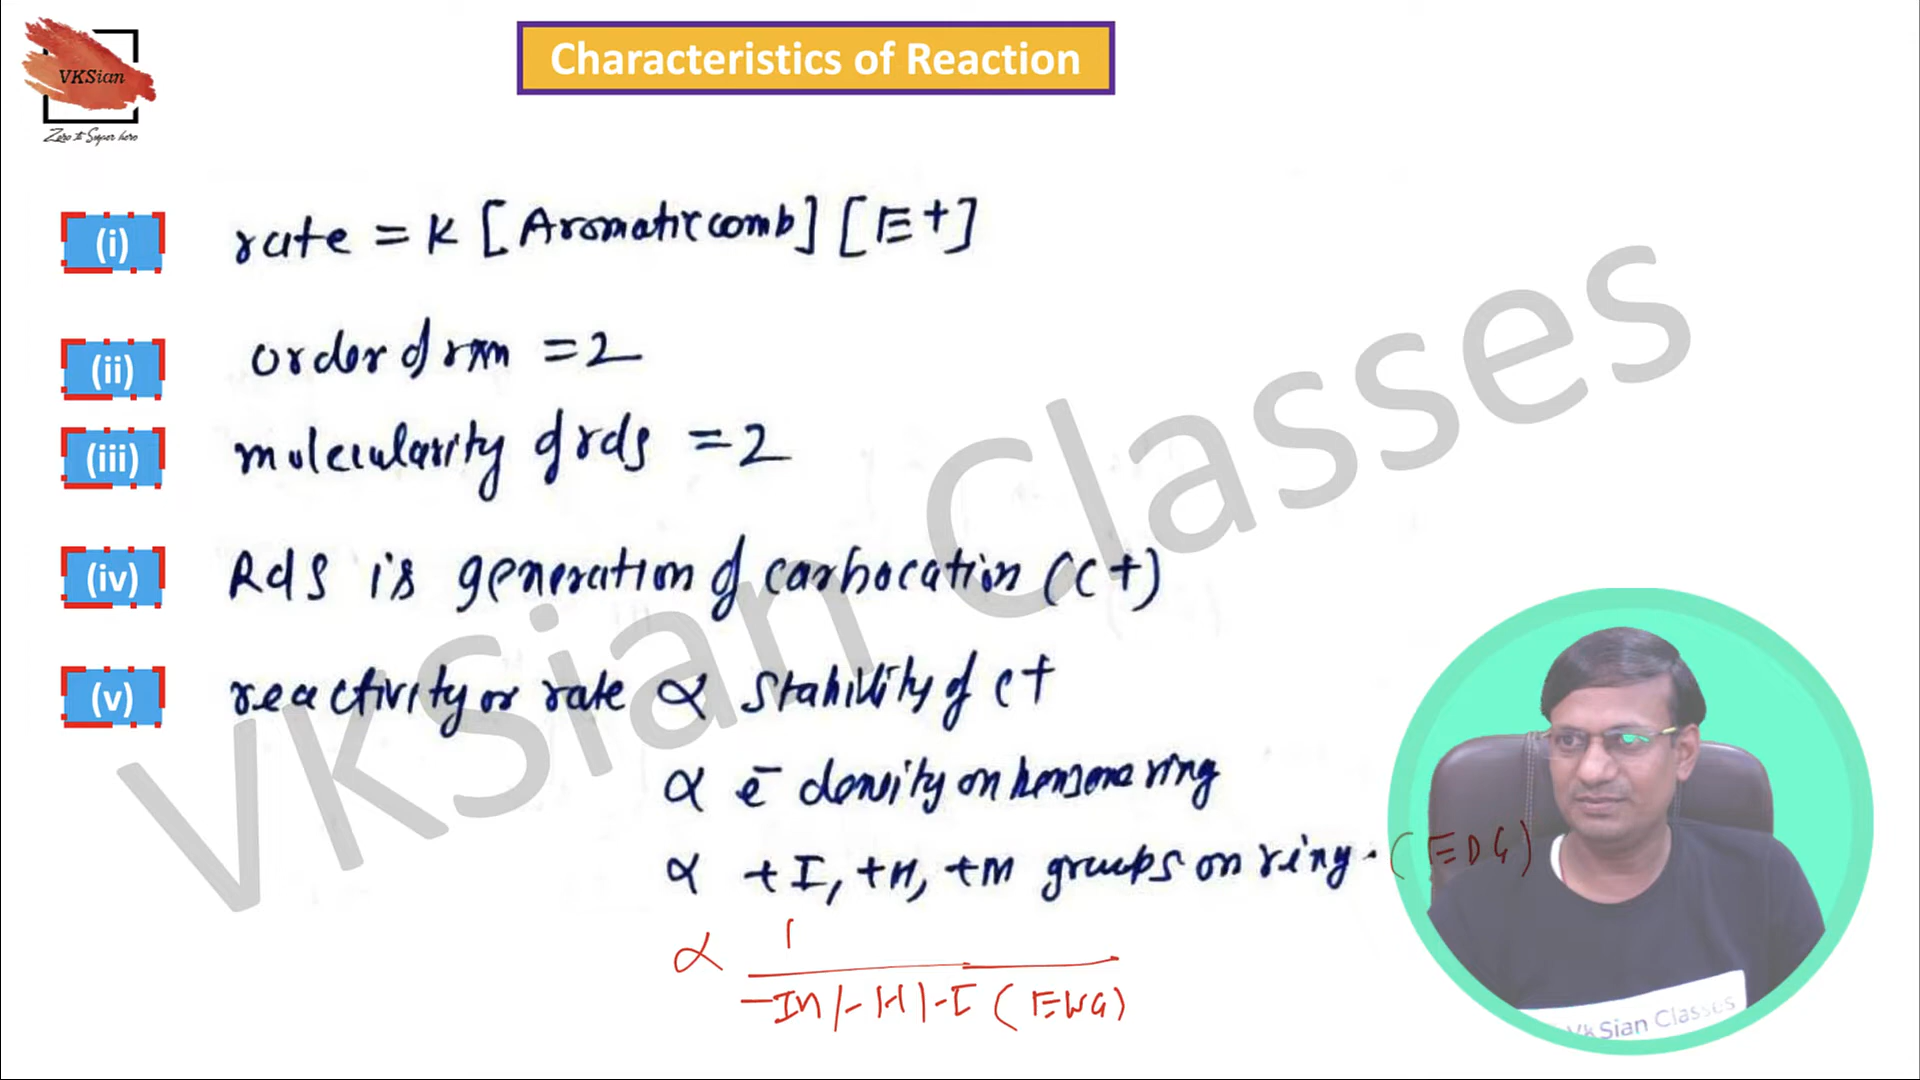 VKSian
Zero to Super hero
Characteristics of Reaction
(i) rate = K [Aromatic comb] [E+]
(ii) order of rxn = 2
(iii) molecularity of rds = 2
(iv) Rds is generation of carbocation (C+)
(v) reactivity or rate ∝ Stability of C+
∝ e⁻ density on benzene ring
∝ +I, +H, +M groups on ring. (EDG)
∝ 1
-M/-H/-I (EWG)
VKSian Classes
VkSian Classes